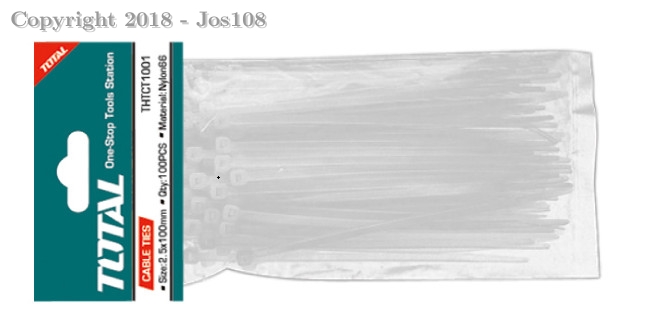 Copyright 2018 - Jos108
TOTAL
TOTAL
One-Stop Tools Station
CABLE TIES
THTCT1001
▪ Size: 2.5x100mm ▪ Qty:100PCS ▪ Material: Nylon66